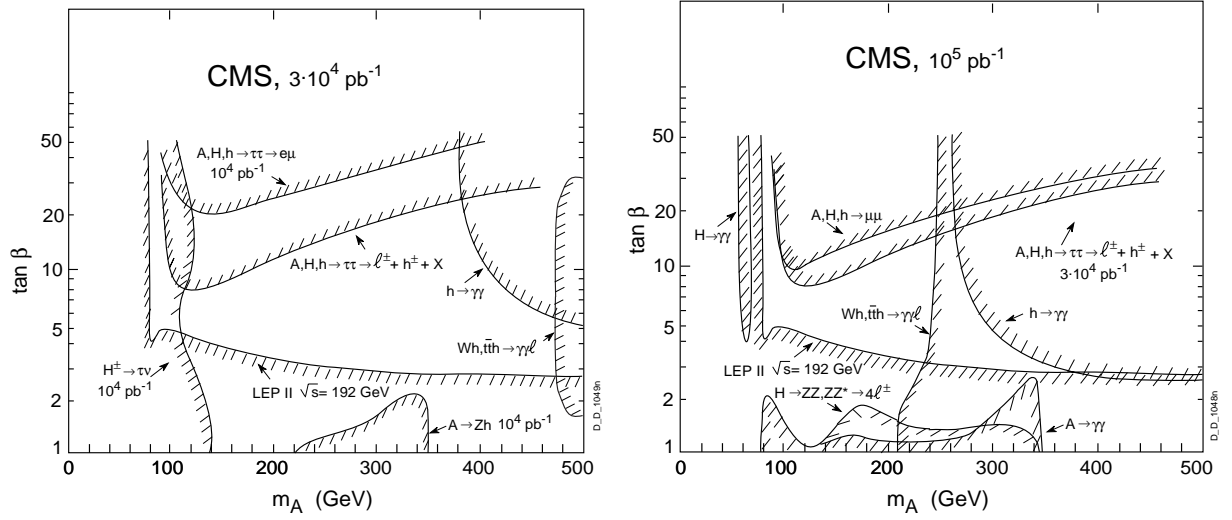 CMS, 3·10⁴ pb⁻¹
tan β
50
20
10
5
2
1
A,H,h→ττ→eμ
10⁴ pb⁻¹
A,H,h→ττ→ℓ± + h± + X
h→γγ
Wh,tt̄h→γγℓ
H±→τν
10⁴ pb⁻¹
LEP II √s= 192 GeV
A→Zh 10⁴ pb⁻¹
0
100
200
300
400
500
m_A (GeV)
D_D_1049n
CMS, 10⁵ pb⁻¹
tan β
50
20
10
5
2
1
H→γγ
A,H,h→μμ
A,H,h→ττ→ℓ± + h± + X
3·10⁴ pb⁻¹
h→γγ
Wh,tt̄h→γγℓ
LEP II √s= 192 GeV
H→ZZ,ZZ*→4ℓ±
A→γγ
0
100
200
300
400
500
m_A (GeV)
D_D_1048n